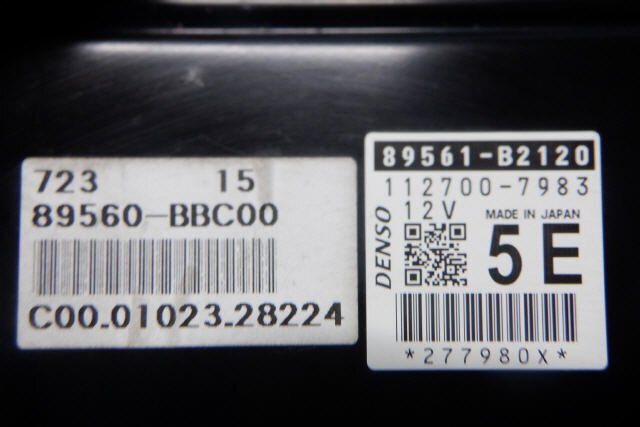 723 15
89560-BBC00
C00-01023-28224
89561-B2120
112700-7983
DENSO
12V
MADE IN JAPAN
5E
*277980X*